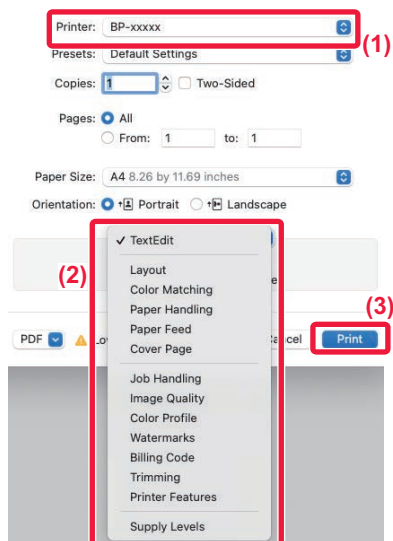 Printer: BP-xxxxx
(1)
Presets: Default Settings
Copies: 1 Two-Sided
Pages: All
From: 1 to: 1
Paper Size: A4 8.26 by 11.69 inches
Orientation: Portrait Landscape
(2)
✓ TextEdit
Layout
Color Matching
Paper Handling
Paper Feed
Cover Page
(3)
PDF Print
Job Handling
Image Quality
Color Profile
Watermarks
Billing Code
Trimming
Printer Features
Supply Levels